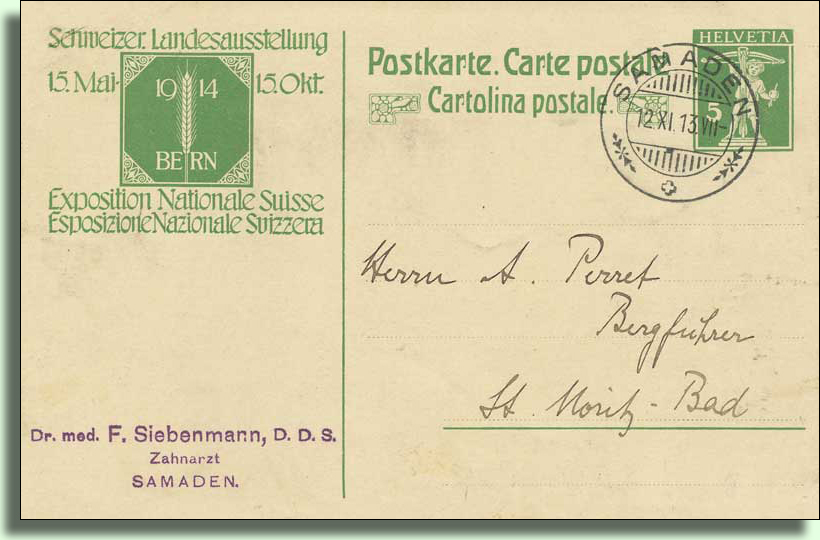 Schweizer. Landesausstellung
15. Mai- 1914 15. Okt.
BERN
Exposition Nationale Suisse
Esposizione Nazionale Svizzera
Dr. med. F. Siebenmann, D. D. S.
Zahnarzt
SAMADEN.
Postkarte. Carte postale.
Cartolina postale.
HELVETIA
5
SAMADEN
12.XI.13.VII-
Herrn A. Perret
Bergführer
St. Moritz-Bad